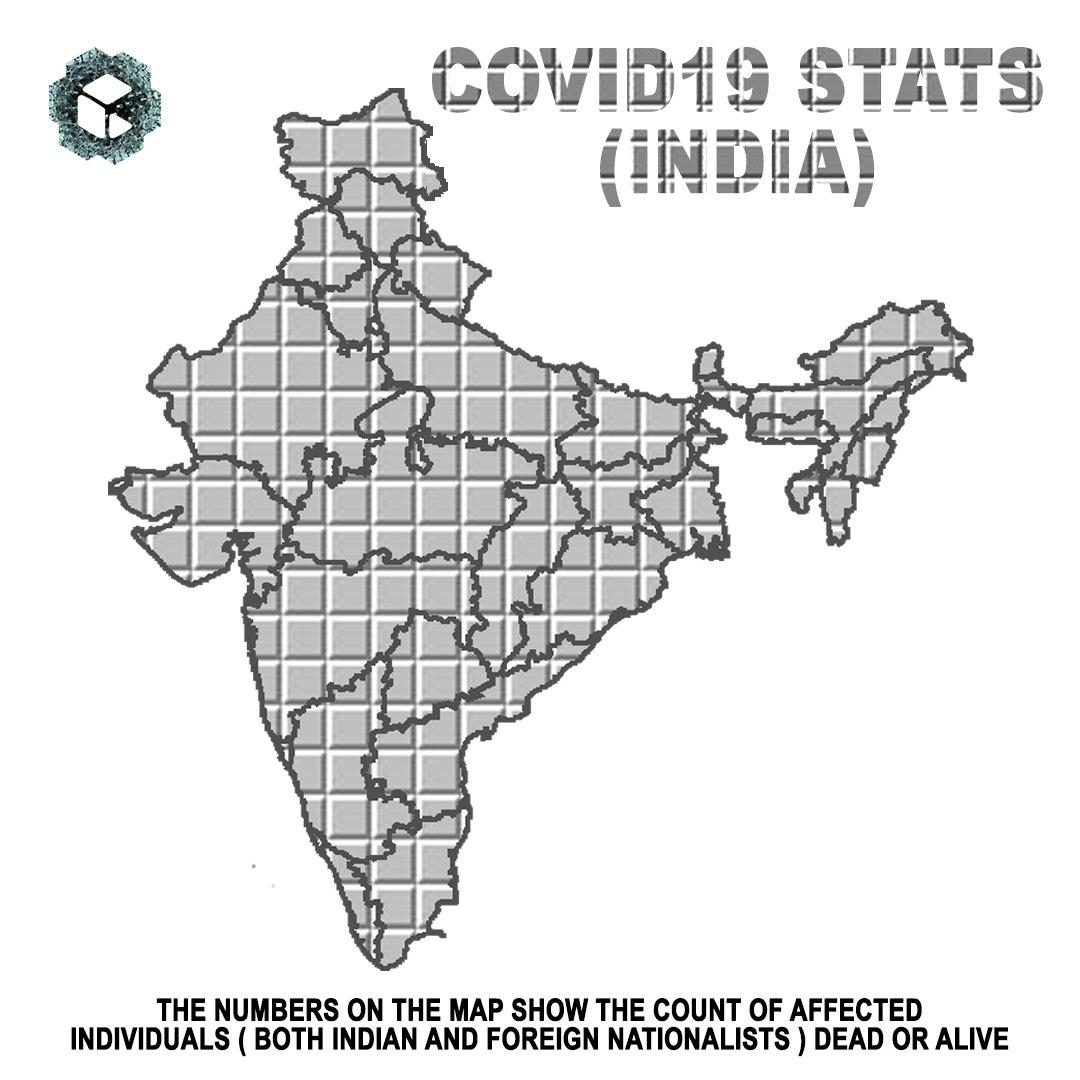 COVID19 STATS
(INDIA)
THE NUMBERS ON THE MAP SHOW THE COUNT OF AFFECTED
INDIVIDUALS ( BOTH INDIAN AND FOREIGN NATIONALISTS ) DEAD OR ALIVE